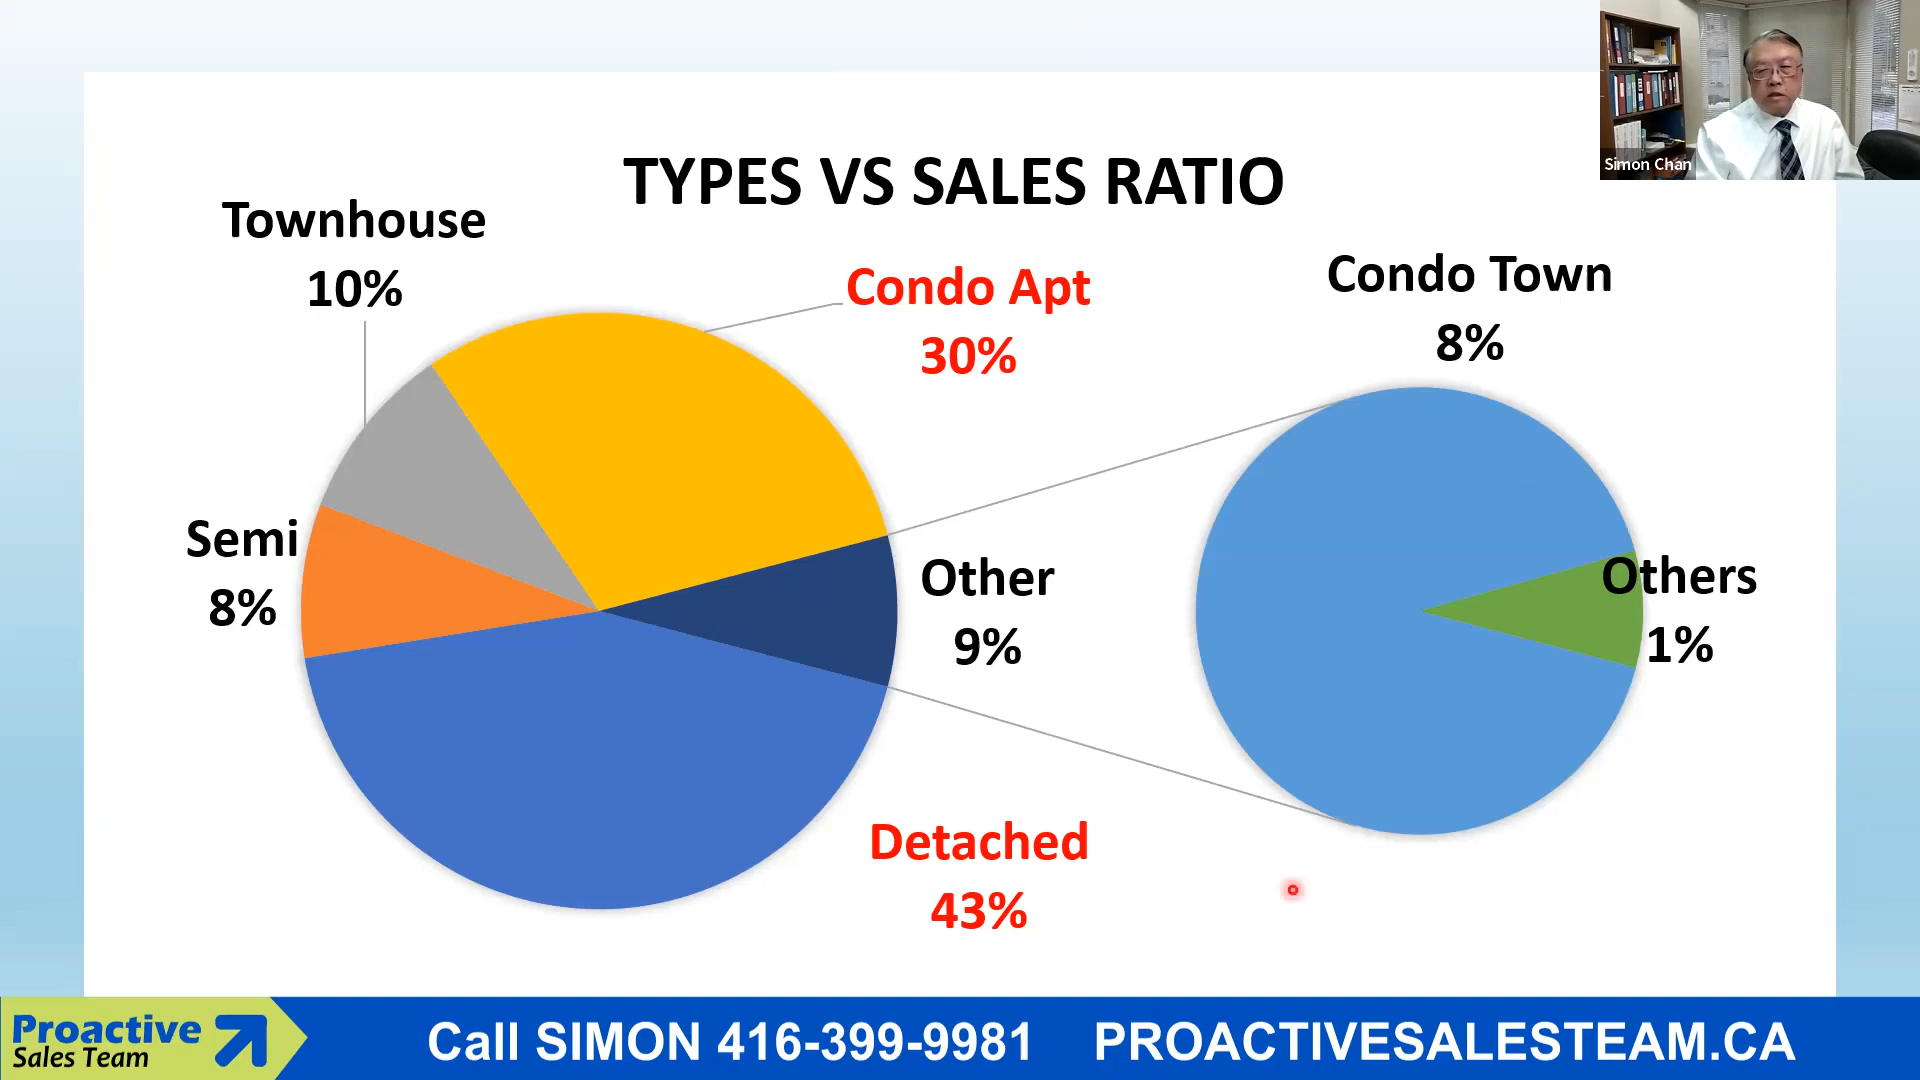 Simon Chan
TYPES VS SALES RATIO
Townhouse
10%
Condo Apt
30%
Condo Town
8%
Semi
8%
Other
9%
Others
1%
Detached
43%
Proactive
Sales Team
Call SIMON 416-399-9981
PROACTIVESALESTEAM.CA